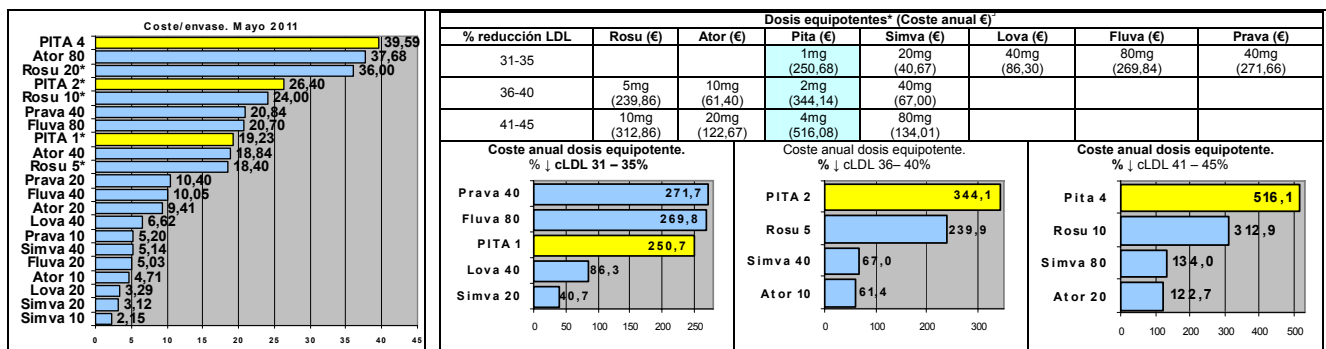 Coste/envase. Mayo 2011
PITA 4 39,59
Ator 80 37,68
Rosu 20* 36,00
PITA 2* 26,40
Rosu 10* 24,00
Prava 40 20,84
Fluva 80 20,70
PITA 1* 19,23
Ator 40 18,84
Rosu 5* 18,40
Prava 20 10,40
Fluva 40 10,05
Ator 20 9,41
Lova 40 6,62
Prava 10 5,20
Simva 40 5,14
Fluva 20 5,03
Ator 10 4,71
Lova 20 3,29
Simva 20 3,12
Simva 10 2,15
0 5 10 15 20 25 30 35 40 45
Dosis equipotentes* (Coste anual €)
% reducción LDL Rosu (€) Ator (€) Pita (€) Simva (€) Lova (€) Fluva (€) Prava (€)
31-35 1mg (250,68) 20mg (40,67) 40mg (86,30) 80mg (269,84) 40mg (271,66)
36-40 5mg (239,86) 10mg (61,40) 2mg (344,14) 40mg (67,00)
41-45 10mg (312,86) 20mg (122,67) 4mg (516,08) 80mg (134,01)
Coste anual dosis equipotente.
% ↓ cLDL 31 – 35%
Prava 40 271,7
Fluva 80 269,8
PITA 1 250,7
Lova 40 86,3
Simva 20 40,7
0 50 100 150 200 250
Coste anual dosis equipotente.
% ↓ cLDL 36– 40%
PITA 2 344,1
Rosu 5 239,9
Simva 40 67,0
Ator 10 61,4
0 100 200 300
Coste anual dosis equipotente.
% ↓ cLDL 41 – 45%
Pita 4 516,1
Rosu 10 312,9
Simva 80 134,0
Ator 20 122,7
0 100 200 300 400 500